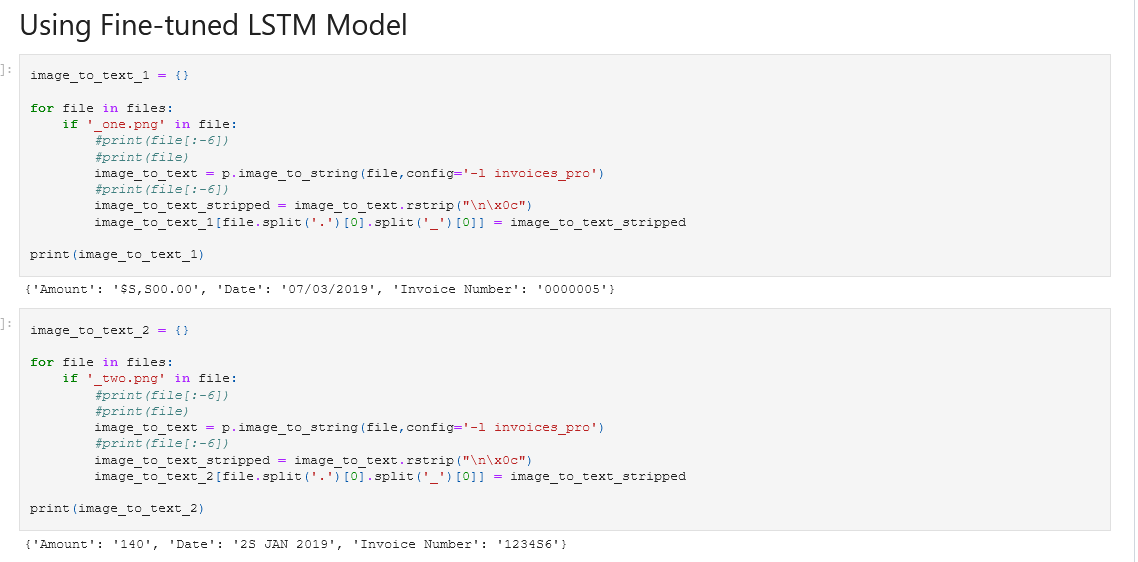 Using Fine-tuned LSTM Model
]:
image_to_text_1 = {}
for file in files:
    if '_one.png' in file:
        #print(file[:-6])
        #print(file)
        image_to_text = p.image_to_string(file,config='-l invoices_pro')
        #print(file[:-6])
        image_to_text_stripped = image_to_text.rstrip("\n\x0c")
        image_to_text_1[file.split('.')[0].split('_')[0]] = image_to_text_stripped
print(image_to_text_1)
{'Amount': '$S,S00.00', 'Date': '07/03/2019', 'Invoice Number': '0000005'}
]:
image_to_text_2 = {}
for file in files:
    if '_two.png' in file:
        #print(file[:-6])
        #print(file)
        image_to_text = p.image_to_string(file,config='-l invoices_pro')
        #print(file[:-6])
        image_to_text_stripped = image_to_text.rstrip("\n\x0c")
        image_to_text_2[file.split('.')[0].split('_')[0]] = image_to_text_stripped
print(image_to_text_2)
{'Amount': '140', 'Date': '2S JAN 2019', 'Invoice Number': '1234S6'}